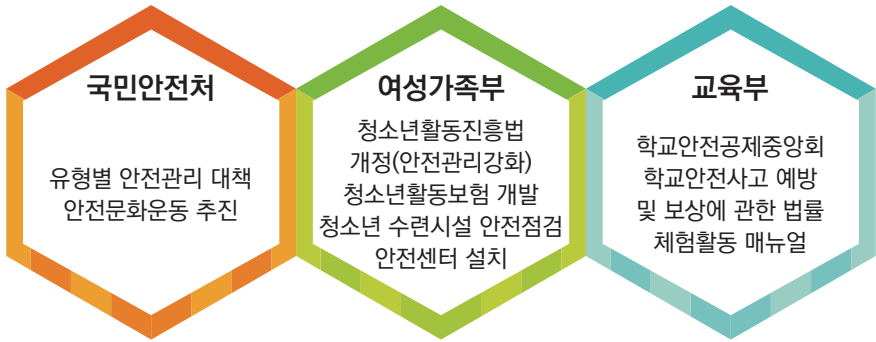 국민안전처
유형별 안전관리 대책
안전문화운동 추진
여성가족부
청소년활동진흥법
개정(안전관리강화)
청소년활동보험 개발
청소년 수련시설 안전점검
안전센터 설치
교육부
학교안전공제중앙회
학교안전사고 예방
및 보상에 관한 법률
체험활동 매뉴얼